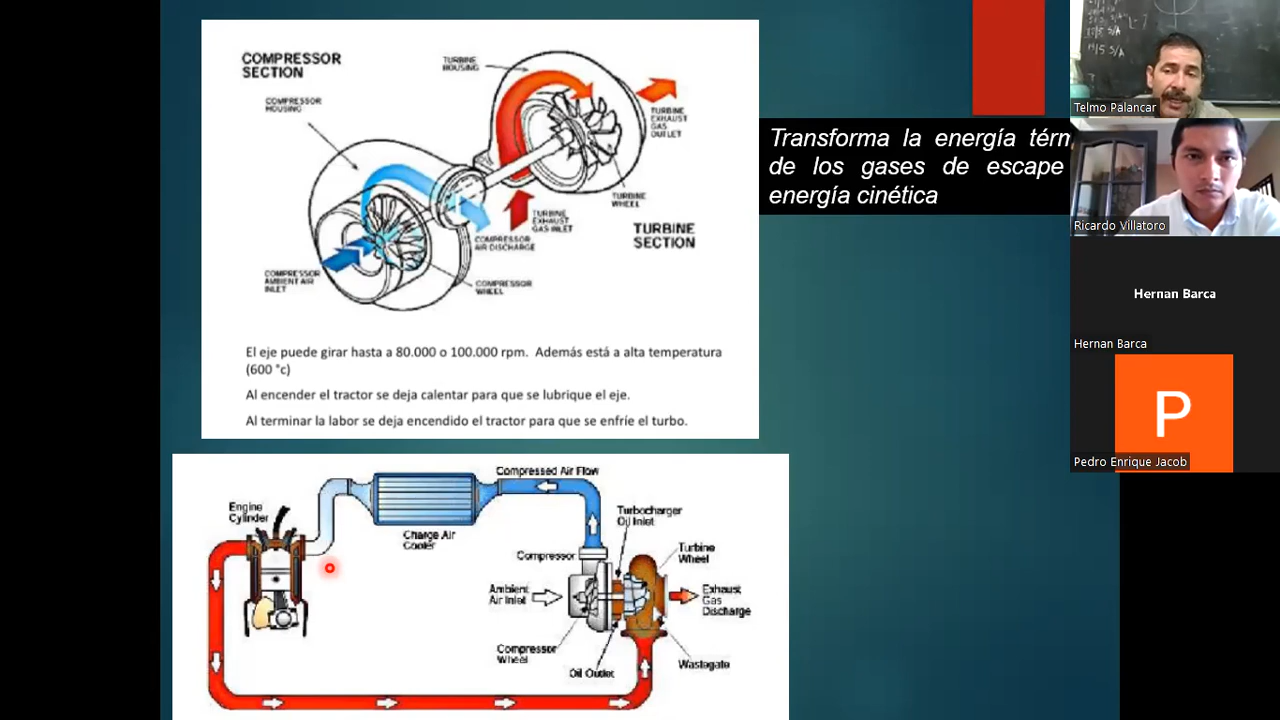 COMPRESSOR
SECTION
COMPRESSOR
HOUSING
TURBINE
HOUSING
TURBINE
EXHAUST
GAS
OUTLET
TURBINE
WHEEL
TURBINE
EXHAUST
GAS INLET
TURBINE
SECTION
COMPRESSOR
AIR DISCHARGE
COMPRESSOR
AMBIENT AIR
INLET
COMPRESSOR
WHEEL
El eje puede girar hasta a 80.000 o 100.000 rpm. Además está a alta temperatura
(600 °c)
Al encender el tractor se deja calentar para que se lubrique el eje.
Al terminar la labor se deja encendido el tractor para que se enfríe el turbo.
Transforma la energía térm
de los gases de escape
energía cinética
Compressed Air Flow
Engine
Cylinder
Charge Air
Cooler
Turbocharger
Oil Inlet
Compressor
Turbine
Wheel
Ambient
Air Inlet
Exhaust
Gas
Discharge
Compressor
Wheel
Oil Outlet
Wastegate
Telmo Palancar
Ricardo Villatoro
Hernan Barca
Hernan Barca
P
Pedro Enrique Jacob